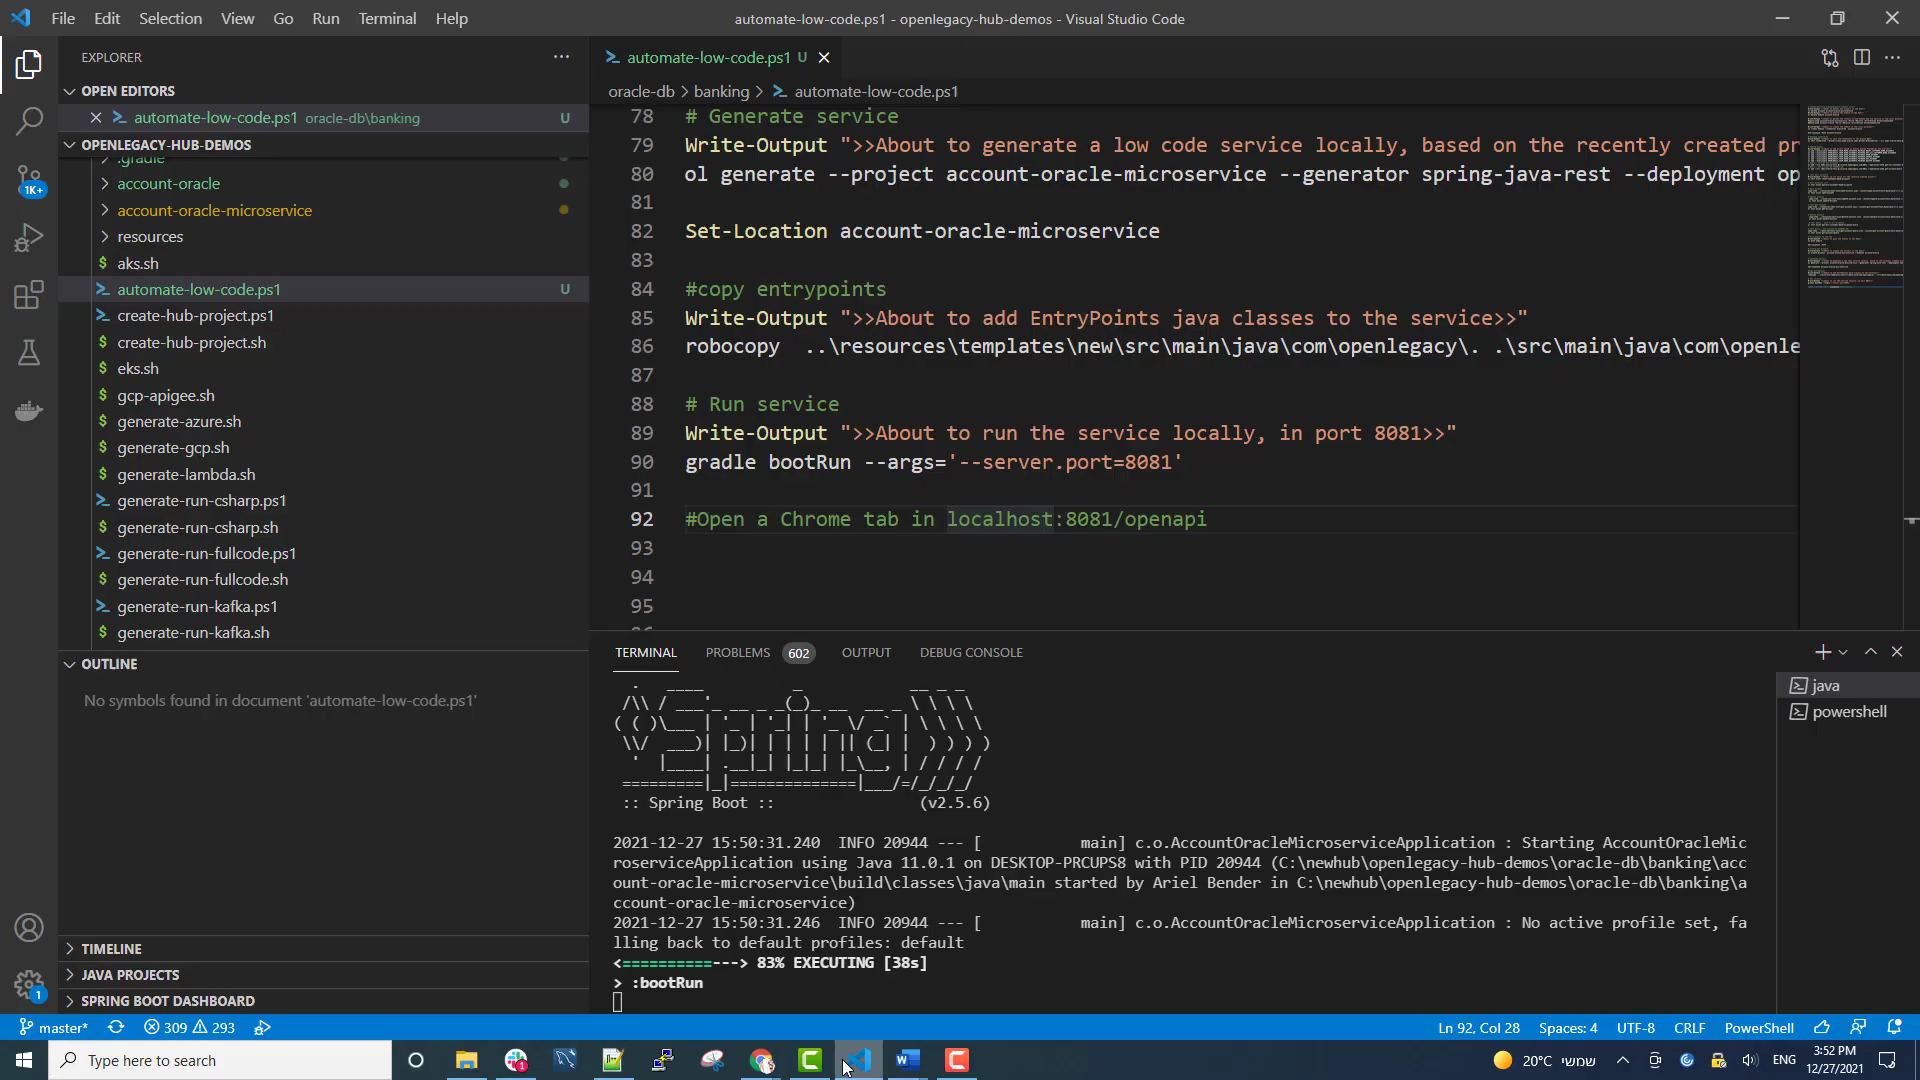 File Edit Selection View Go Run Terminal Help
automate-low-code.ps1 - openlegacy-hub-demos - Visual Studio Code
EXPLORER
OPEN EDITORS
automate-low-code.ps1 oracle-db\banking U
OPENLEGACY-HUB-DEMOS
.gradle
account-oracle
account-oracle-microservice
resources
$ aks.sh
automate-low-code.ps1 U
create-hub-project.ps1
$ create-hub-project.sh
$ eks.sh
$ gcp-apigee.sh
$ generate-azure.sh
$ generate-gcp.sh
$ generate-lambda.sh
generate-run-csharp.ps1
$ generate-run-csharp.sh
generate-run-fullcode.ps1
$ generate-run-fullcode.sh
generate-run-kafka.ps1
$ generate-run-kafka.sh
OUTLINE
No symbols found in document 'automate-low-code.ps1'
TIMELINE
JAVA PROJECTS
SPRING BOOT DASHBOARD
1K+
1
automate-low-code.ps1 U
oracle-db > banking > automate-low-code.ps1
78 # Generate service
79 Write-Output ">>About to generate a low code service locally, based on the recently created pr
80 ol generate --project account-oracle-microservice --generator spring-java-rest --deployment op
81
82 Set-Location account-oracle-microservice
83
84 #copy entrypoints
85 Write-Output ">>About to add EntryPoints java classes to the service>>"
86 robocopy ..\resources\templates\new\src\main\java\com\openlegacy\. .\src\main\java\com\openle
87
88 # Run service
89 Write-Output ">>About to run the service locally, in port 8081>>"
90 gradle bootRun --args='--server.port=8081'
91
92 #Open a Chrome tab in localhost:8081/openapi
93
94
95
TERMINAL PROBLEMS 602 OUTPUT DEBUG CONSOLE
java
powershell
:: Spring Boot :: (v2.5.6)
2021-12-27 15:50:31.240 INFO 20944 --- [ main] c.o.AccountOracleMicroserviceApplication : Starting AccountOracleMic
roserviceApplication using Java 11.0.1 on DESKTOP-PRCUPS8 with PID 20944 (C:\newhub\openlegacy-hub-demos\oracle-db\banking\acc
ount-oracle-microservice\build\classes\java\main started by Ariel Bender in C:\newhub\openlegacy-hub-demos\oracle-db\banking\a
ccount-oracle-microservice)
2021-12-27 15:50:31.246 INFO 20944 --- [ main] c.o.AccountOracleMicroserviceApplication : No active profile set, fa
lling back to default profiles: default
<==========---> 83% EXECUTING [38s]
> :bootRun
master* 309 293
Ln 92, Col 28 Spaces: 4 UTF-8 CRLF PowerShell
Type here to search
20°C שמשי
ENG
3:52 PM
12/27/2021